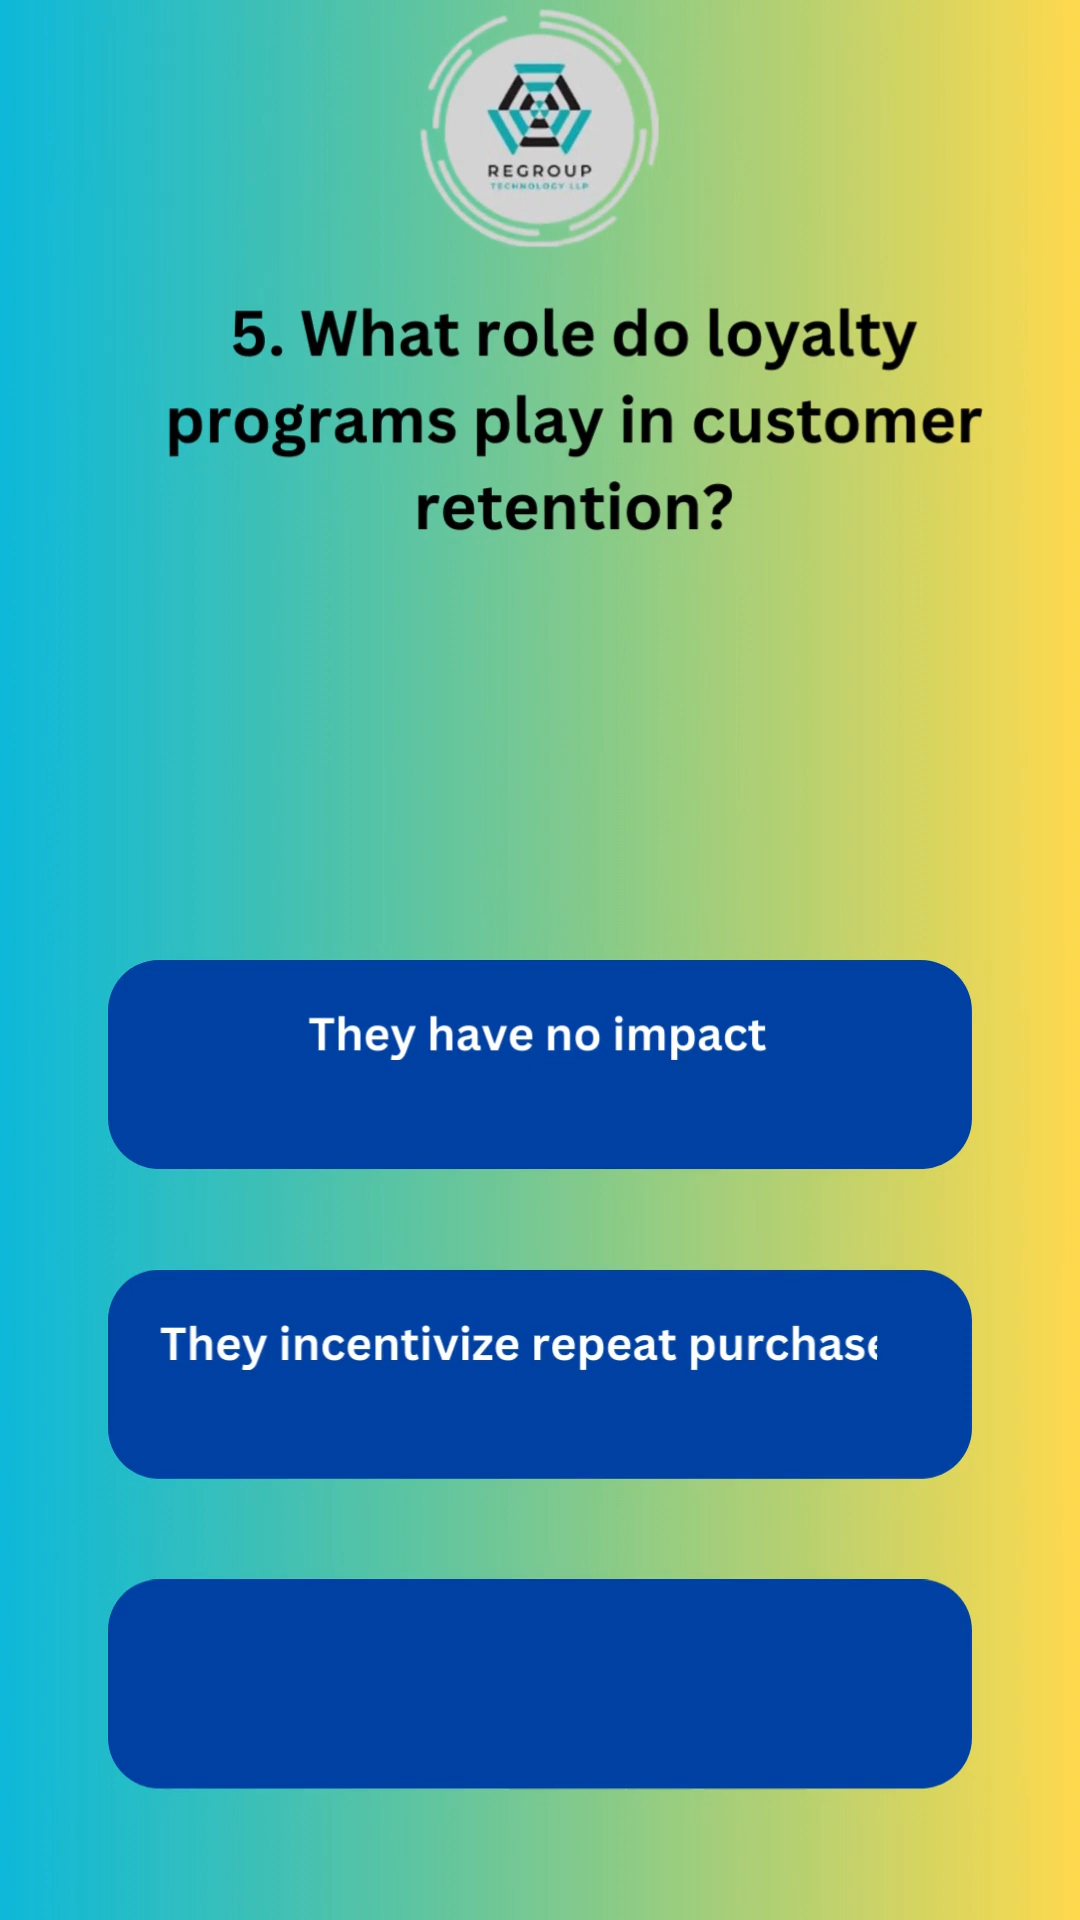 REGROUP
TECHNOLOGY LLP
5. What role do loyalty
programs play in customer
retention?
They have no impact
They incentivize repeat purchase